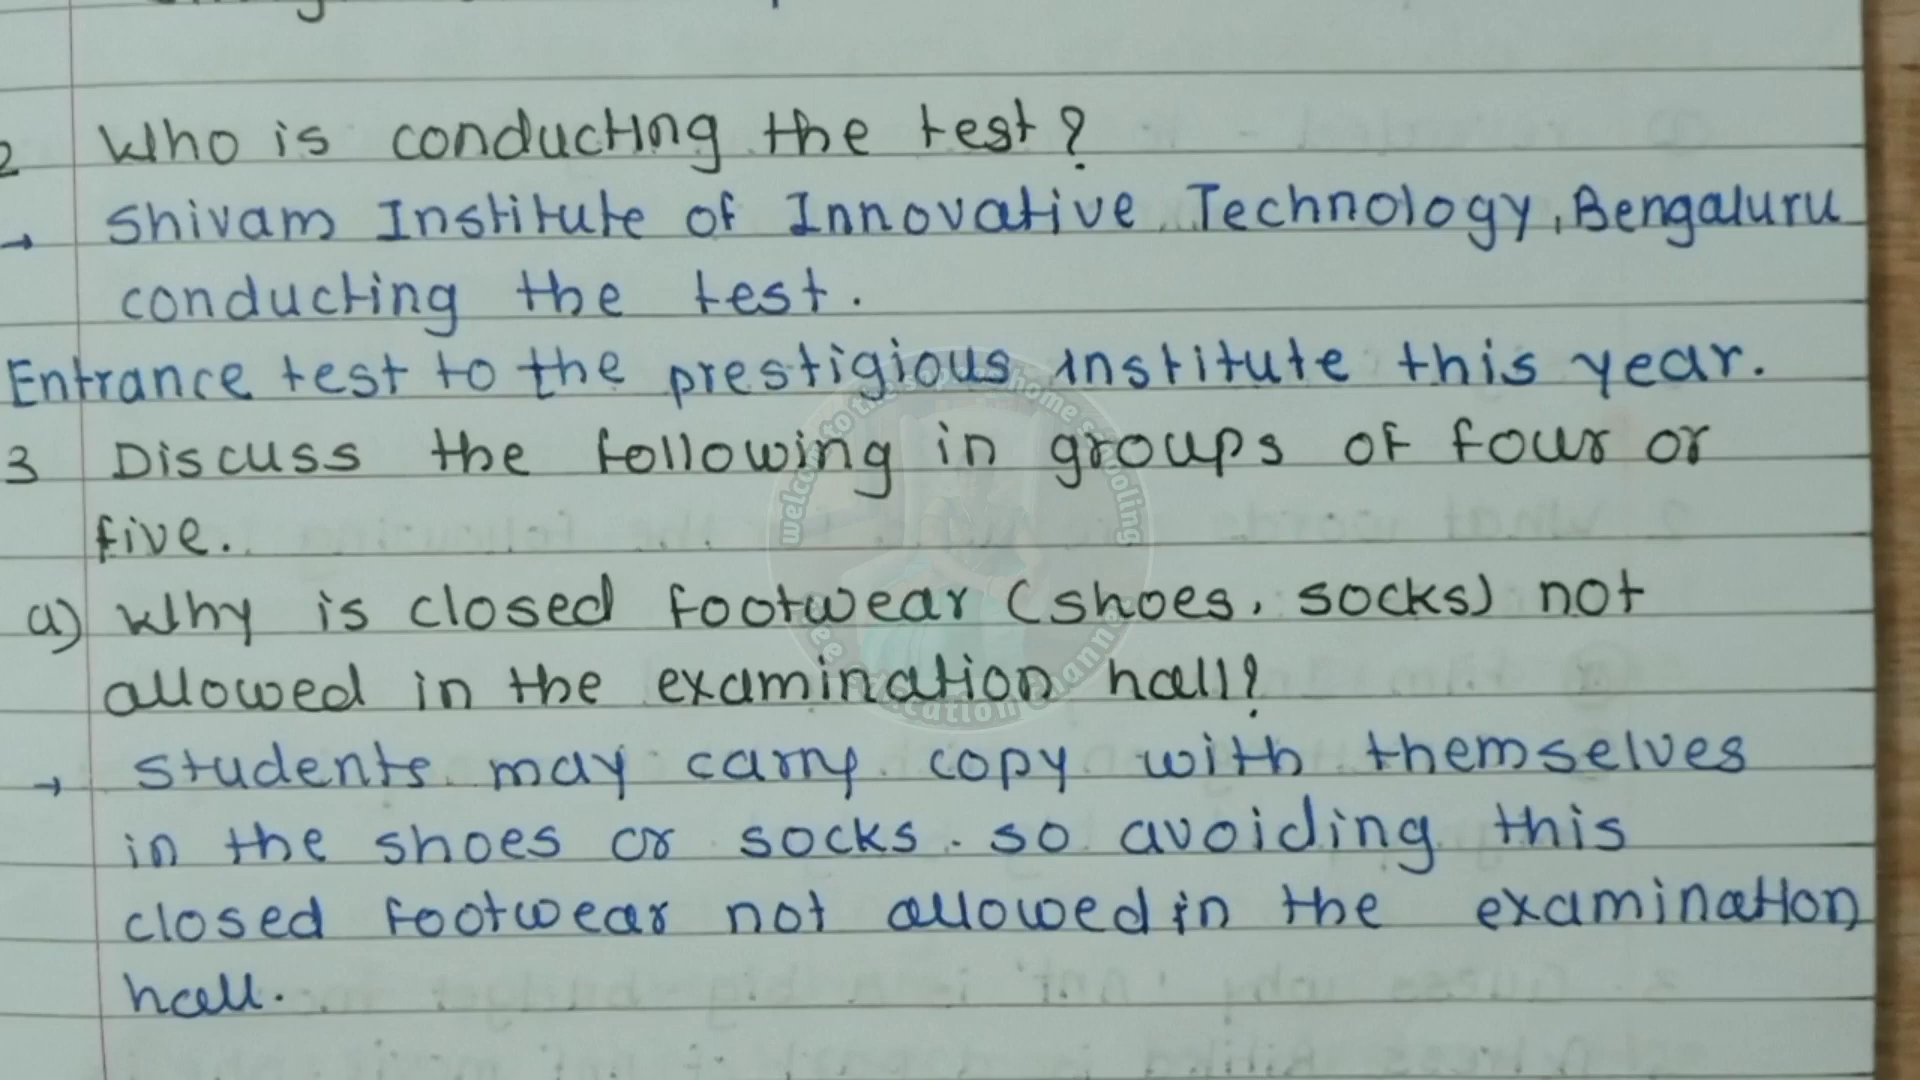 2 Who is conducting the test?
→ Shivam Institute of Innovative Technology, Bengaluru
conducting the test.
Entrance test to the prestigious institute this year.
3 Discuss the following in groups of four or
five.
a) Why is closed footwear (shoes, socks) not
allowed in the examination hall?
→ students may carry copy with themselves
in the shoes or socks. so avoiding this
closed footwear not allowed in the examination
hall.